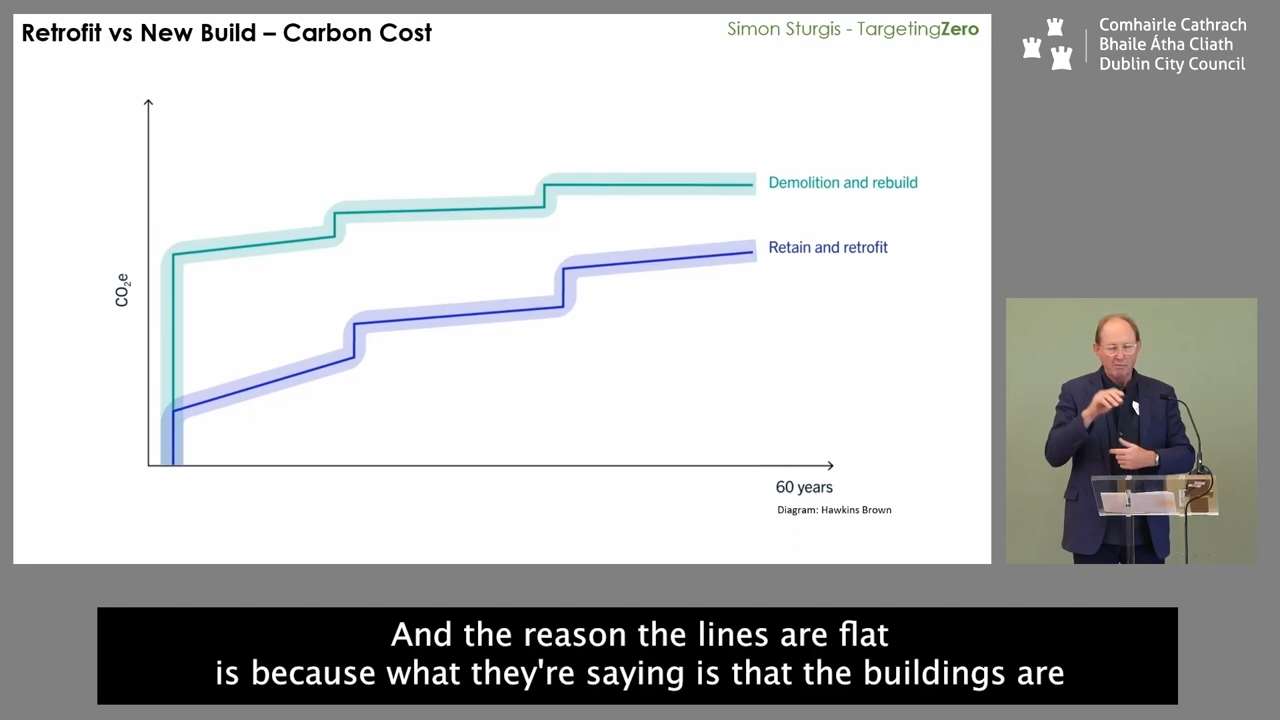 Retrofit vs New Build – Carbon Cost
Simon Sturgis - TargetingZero
Comhairle Cathrach
Bhaile Átha Cliath
Dublin City Council
Demolition and rebuild
Retain and retrofit
CO₂e
60 years
Diagram: Hawkins Brown
And the reason the lines are flat
is because what they're saying is that the buildings are